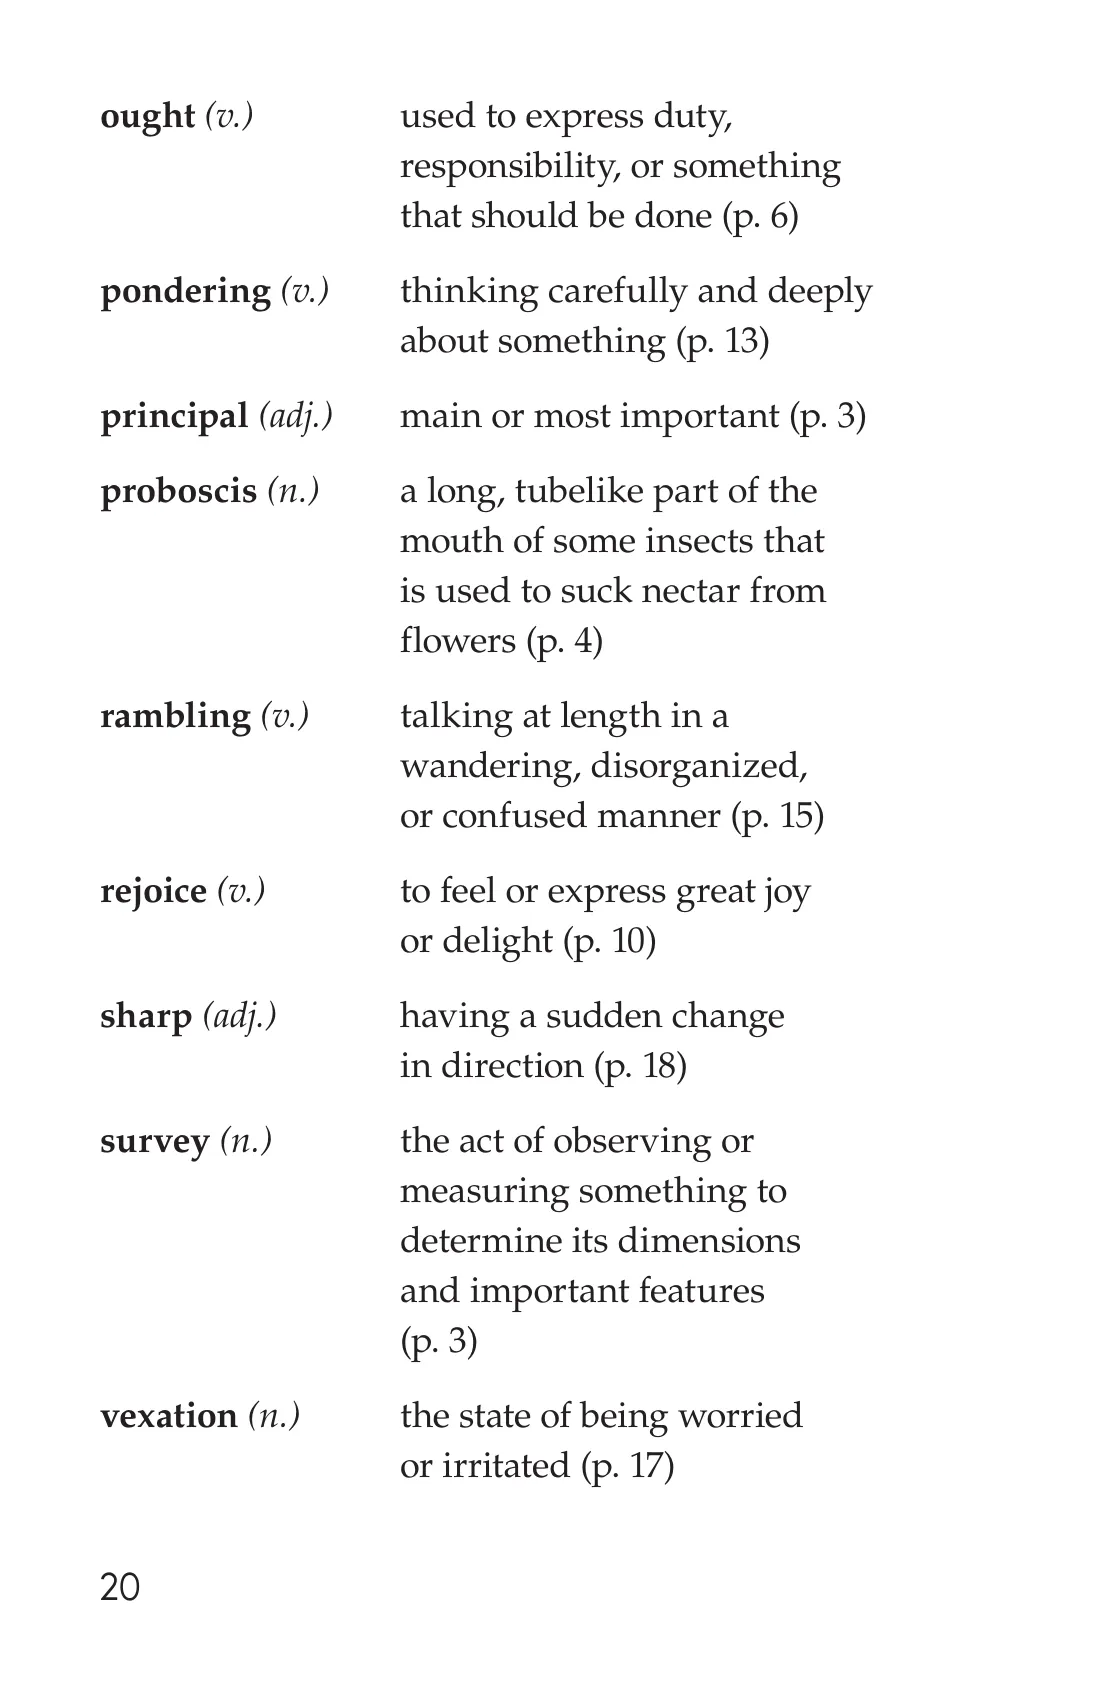 ought (v.) used to express duty,
responsibility, or something
that should be done (p. 6)
pondering (v.) thinking carefully and deeply
about something (p. 13)
principal (adj.) main or most important (p. 3)
proboscis (n.) a long, tubelike part of the
mouth of some insects that
is used to suck nectar from
flowers (p. 4)
rambling (v.) talking at length in a
wandering, disorganized,
or confused manner (p. 15)
rejoice (v.) to feel or express great joy
or delight (p. 10)
sharp (adj.) having a sudden change
in direction (p. 18)
survey (n.) the act of observing or
measuring something to
determine its dimensions
and important features
(p. 3)
vexation (n.) the state of being worried
or irritated (p. 17)
20